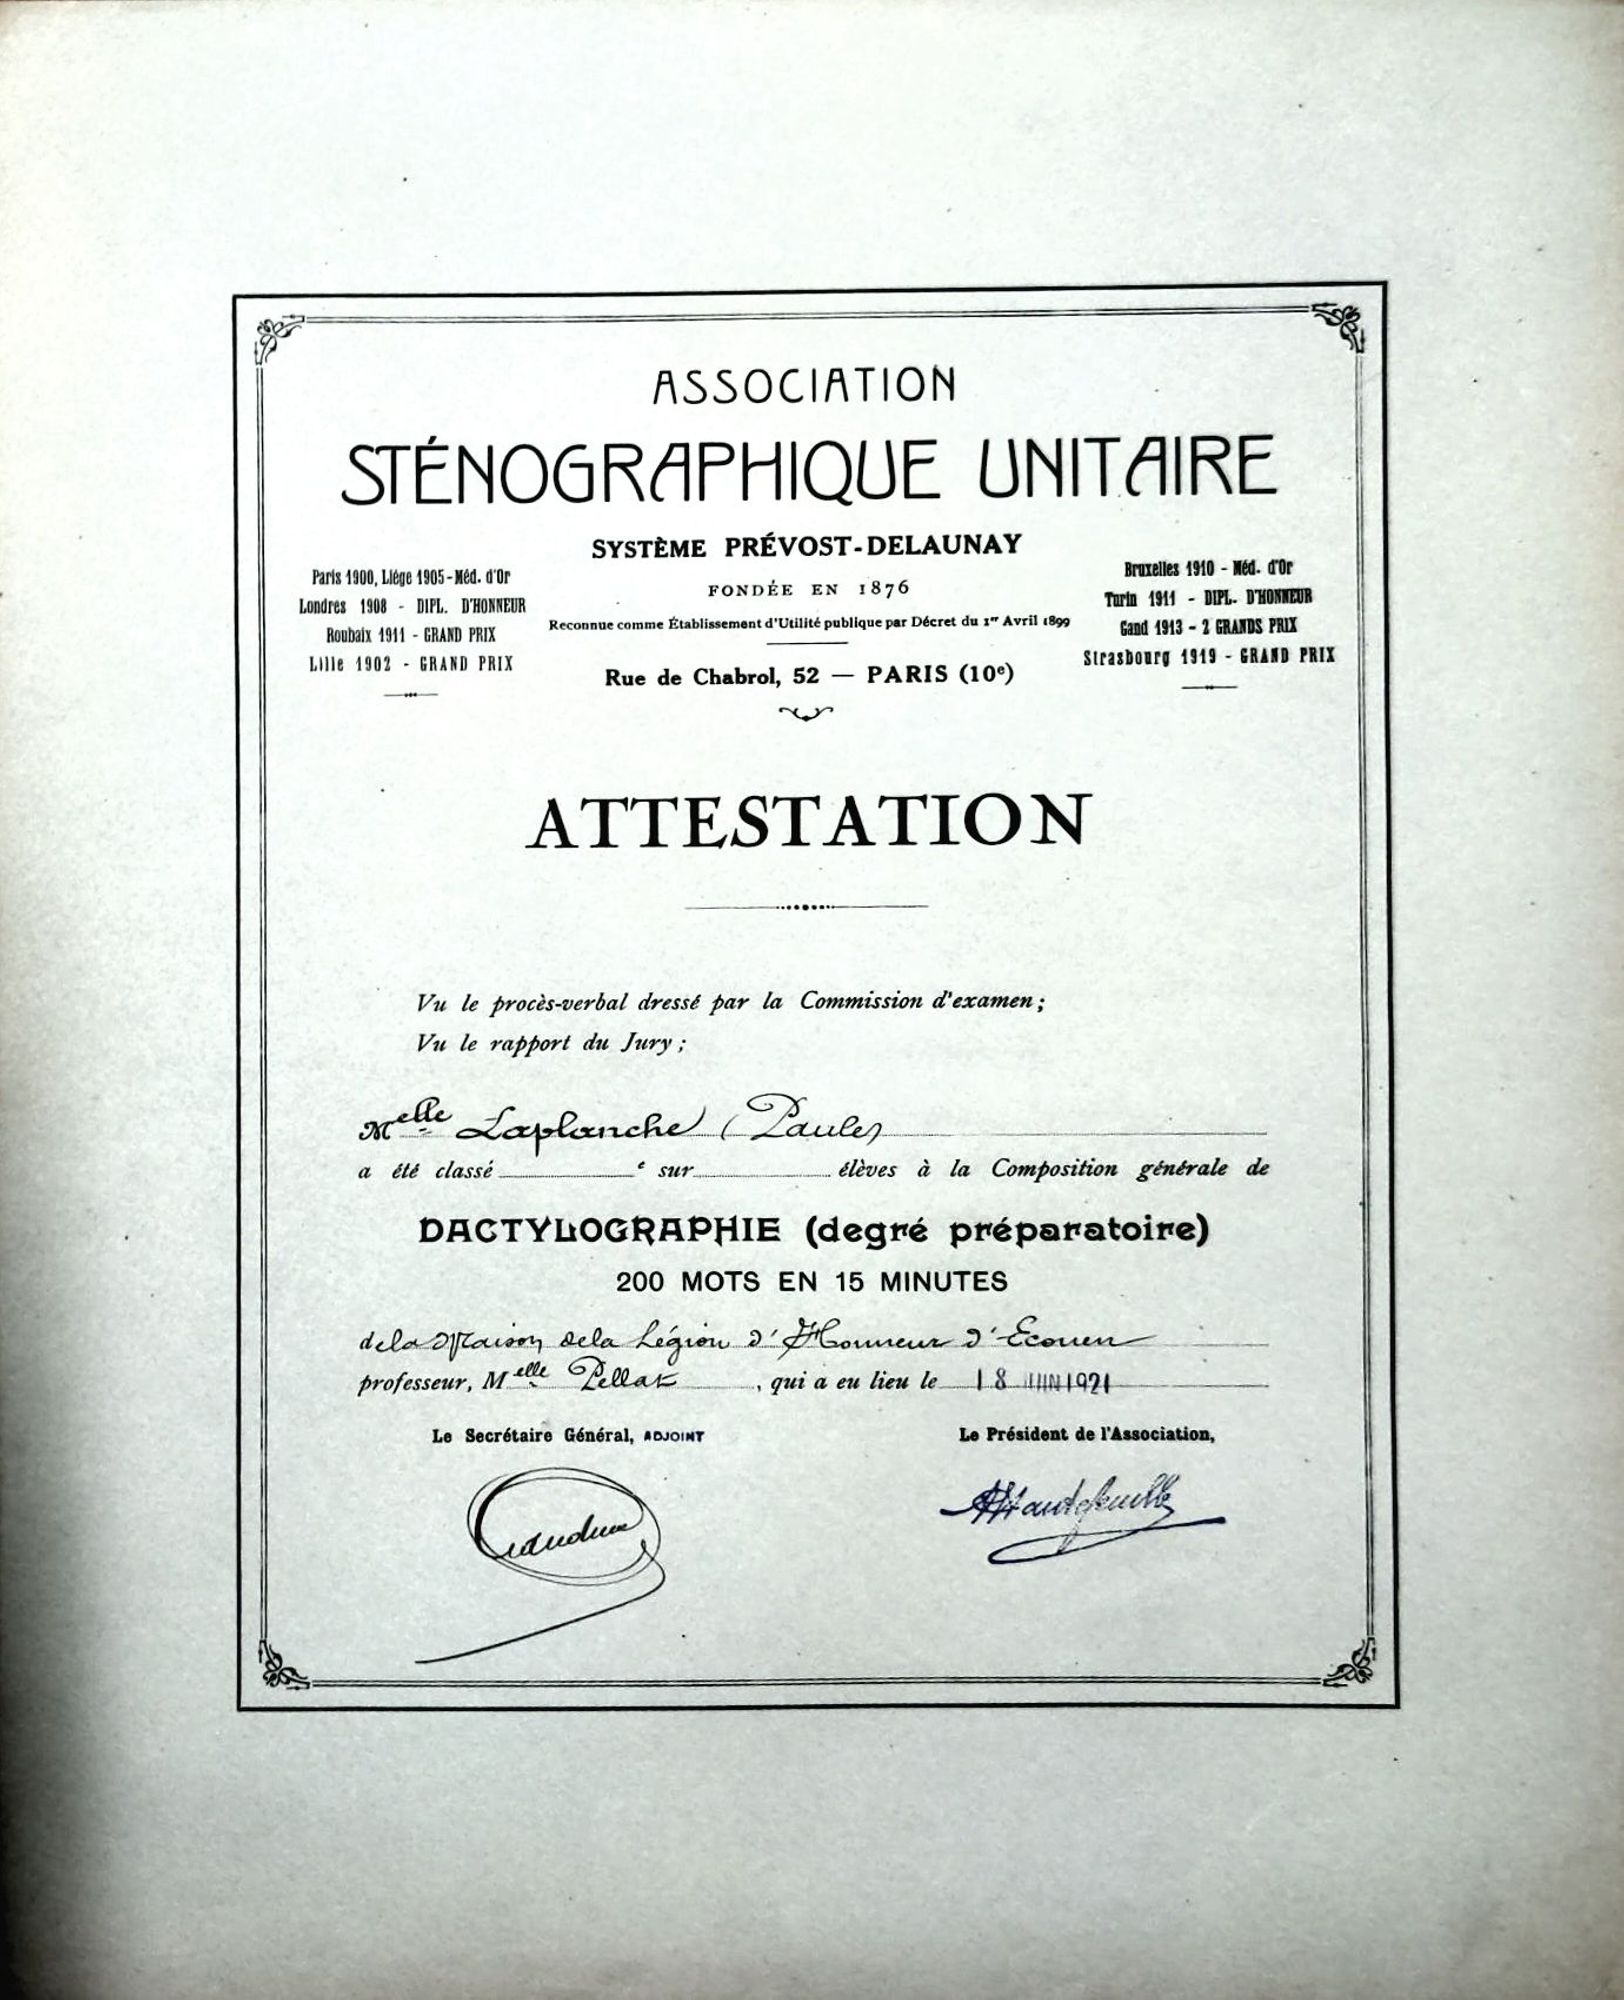 ASSOCIATION
STÉNOGRAPHIQUE UNITAIRE
SYSTÈME PRÉVOST-DELAUNAY
FONDÉE EN 1876
Reconnue comme Établissement d'Utilité publique par Décret du 1er Avril 1899
Rue de Chabrol, 52 — PARIS (10e)
Paris 1900, Liége 1905 - Méd. d'Or
Londres 1908 - DIPL. D'HONNEUR
Roubaix 1911 - GRAND PRIX
Lille 1902 - GRAND PRIX
Bruxelles 1910 - Méd. d'Or
Turin 1911 - DIPL. D'HONNEUR
Gand 1913 - 2 GRANDS PRIX
Strasbourg 1919 - GRAND PRIX
ATTESTATION
Vu le procès-verbal dressé par la Commission d'examen ;
Vu le rapport du Jury ;
Melle Laplanche (Paule)
a été classé e sur élèves à la Composition générale de
DACTYLOGRAPHIE (degré préparatoire)
200 MOTS EN 15 MINUTES
de la Maison de la Légion d'Honneur d'Ecouen
professeur, Melle Pellat, qui a eu lieu le 18 JUIN 1921
Le Secrétaire Général, ADJOINT
Le Président de l'Association,
Hautefeuille